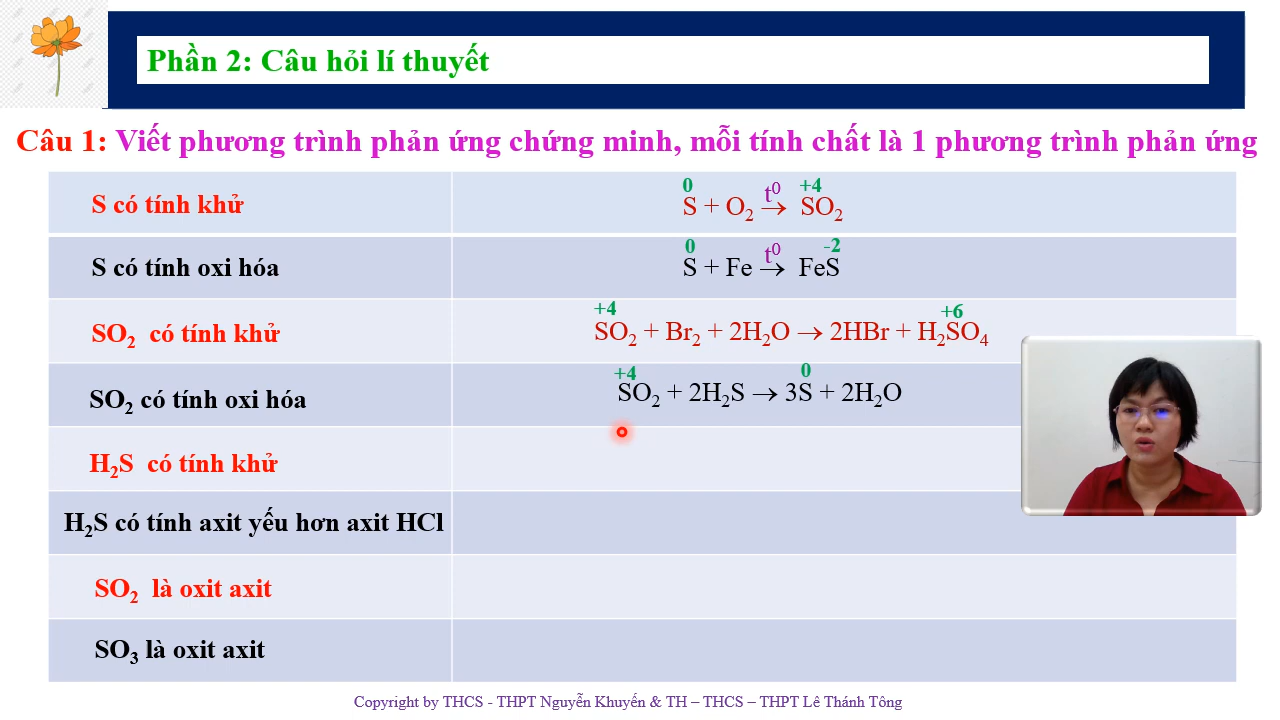 Phần 2: Câu hỏi lí thuyết
Câu 1: Viết phương trình phản ứng chứng minh, mỗi tính chất là 1 phương trình phản ứng
S có tính khử
0 t⁰ +4
S + O₂ → SO₂
S có tính oxi hóa
0 t⁰ -2
S + Fe → FeS
SO₂ có tính khử
+4 +6
SO₂ + Br₂ + 2H₂O → 2HBr + H₂SO₄
SO₂ có tính oxi hóa
+4 0
SO₂ + 2H₂S → 3S + 2H₂O
H₂S có tính khử
H₂S có tính axit yếu hơn axit HCl
SO₂ là oxit axit
SO₃ là oxit axit
Copyright by THCS - THPT Nguyễn Khuyến & TH – THCS – THPT Lê Thánh Tông